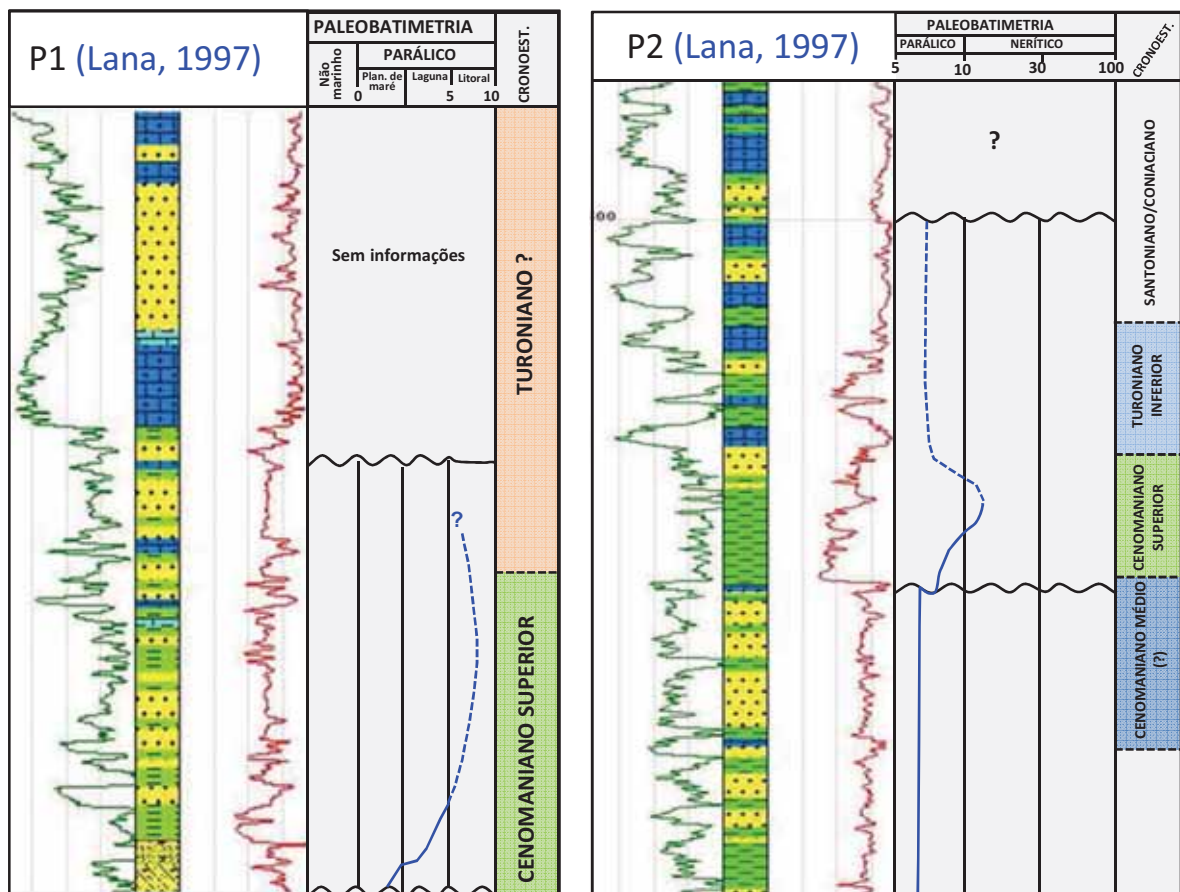 P1 (Lana, 1997)
PALEOBATIMETRIA
Não marinho
PARÁLICO
Plan. de maré
Laguna
Litoral
0
5
10
CRONOEST.
Sem informações
?
TURONIANO ?
CENOMANIANO SUPERIOR
P2 (Lana, 1997)
PALEOBATIMETRIA
PARÁLICO
NERÍTICO
5
10
30
100
CRONOEST.
00
?
SANTONIANO/CONIACIANO
TURONIANO
INFERIOR
CENOMANIANO
SUPERIOR
CENOMANIANO MÉDIO
(?)